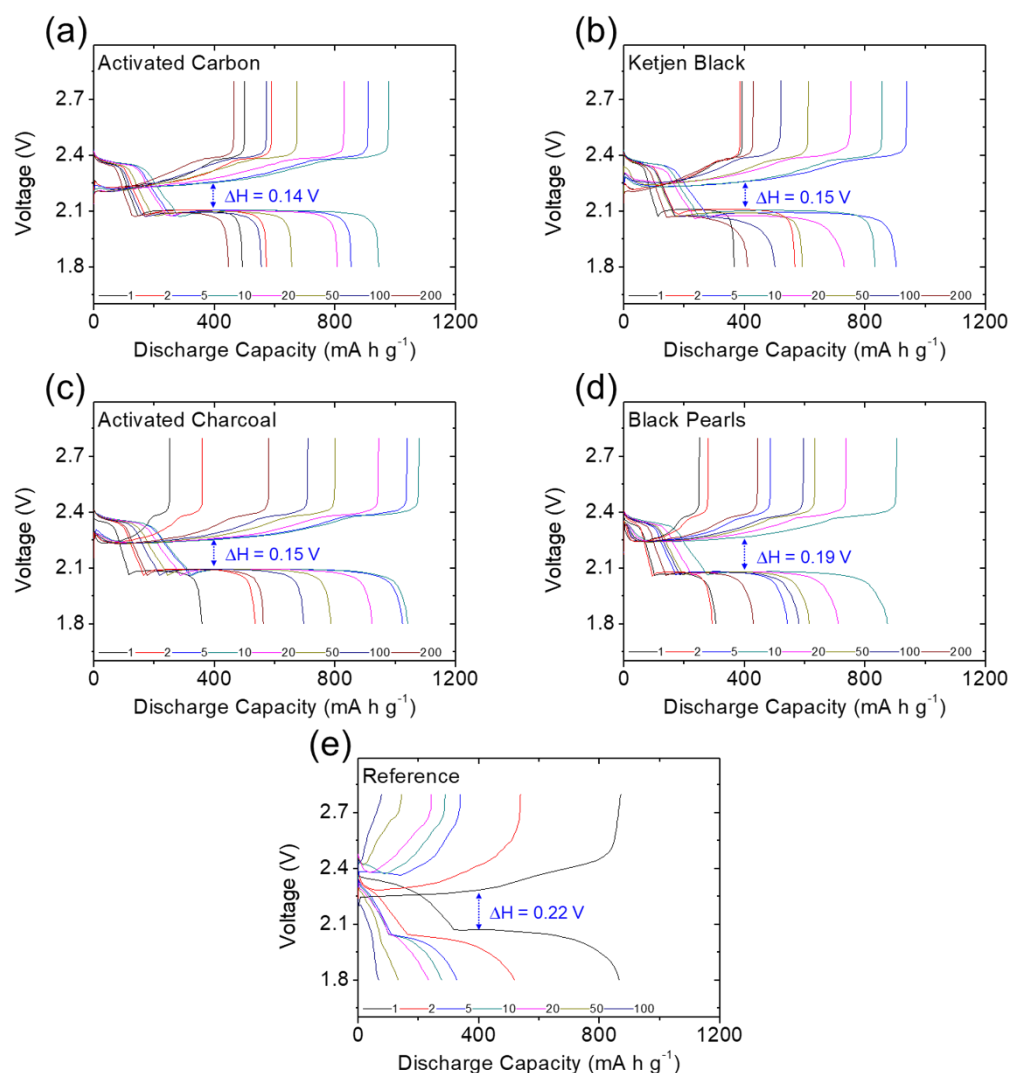 (a)
Activated Carbon
2.7
2.4
2.1
1.8
Voltage (V)
ΔH = 0.14 V
1 2 5 10 20 50 100 200
0 400 800 1200
Discharge Capacity (mA h g⁻¹)
(b)
Ketjen Black
2.7
2.4
2.1
1.8
Voltage (V)
ΔH = 0.15 V
1 2 5 10 20 50 100 200
0 400 800 1200
Discharge Capacity (mA h g⁻¹)
(c)
Activated Charcoal
2.7
2.4
2.1
1.8
Voltage (V)
ΔH = 0.15 V
1 2 5 10 20 50 100 200
0 400 800 1200
Discharge Capacity (mA h g⁻¹)
(d)
Black Pearls
2.7
2.4
2.1
1.8
Voltage (V)
ΔH = 0.19 V
1 2 5 10 20 50 100 200
0 400 800 1200
Discharge Capacity (mA h g⁻¹)
(e)
Reference
2.7
2.4
2.1
1.8
Voltage (V)
ΔH = 0.22 V
1 2 5 10 20 50 100
0 400 800 1200
Discharge Capacity (mA h g⁻¹)